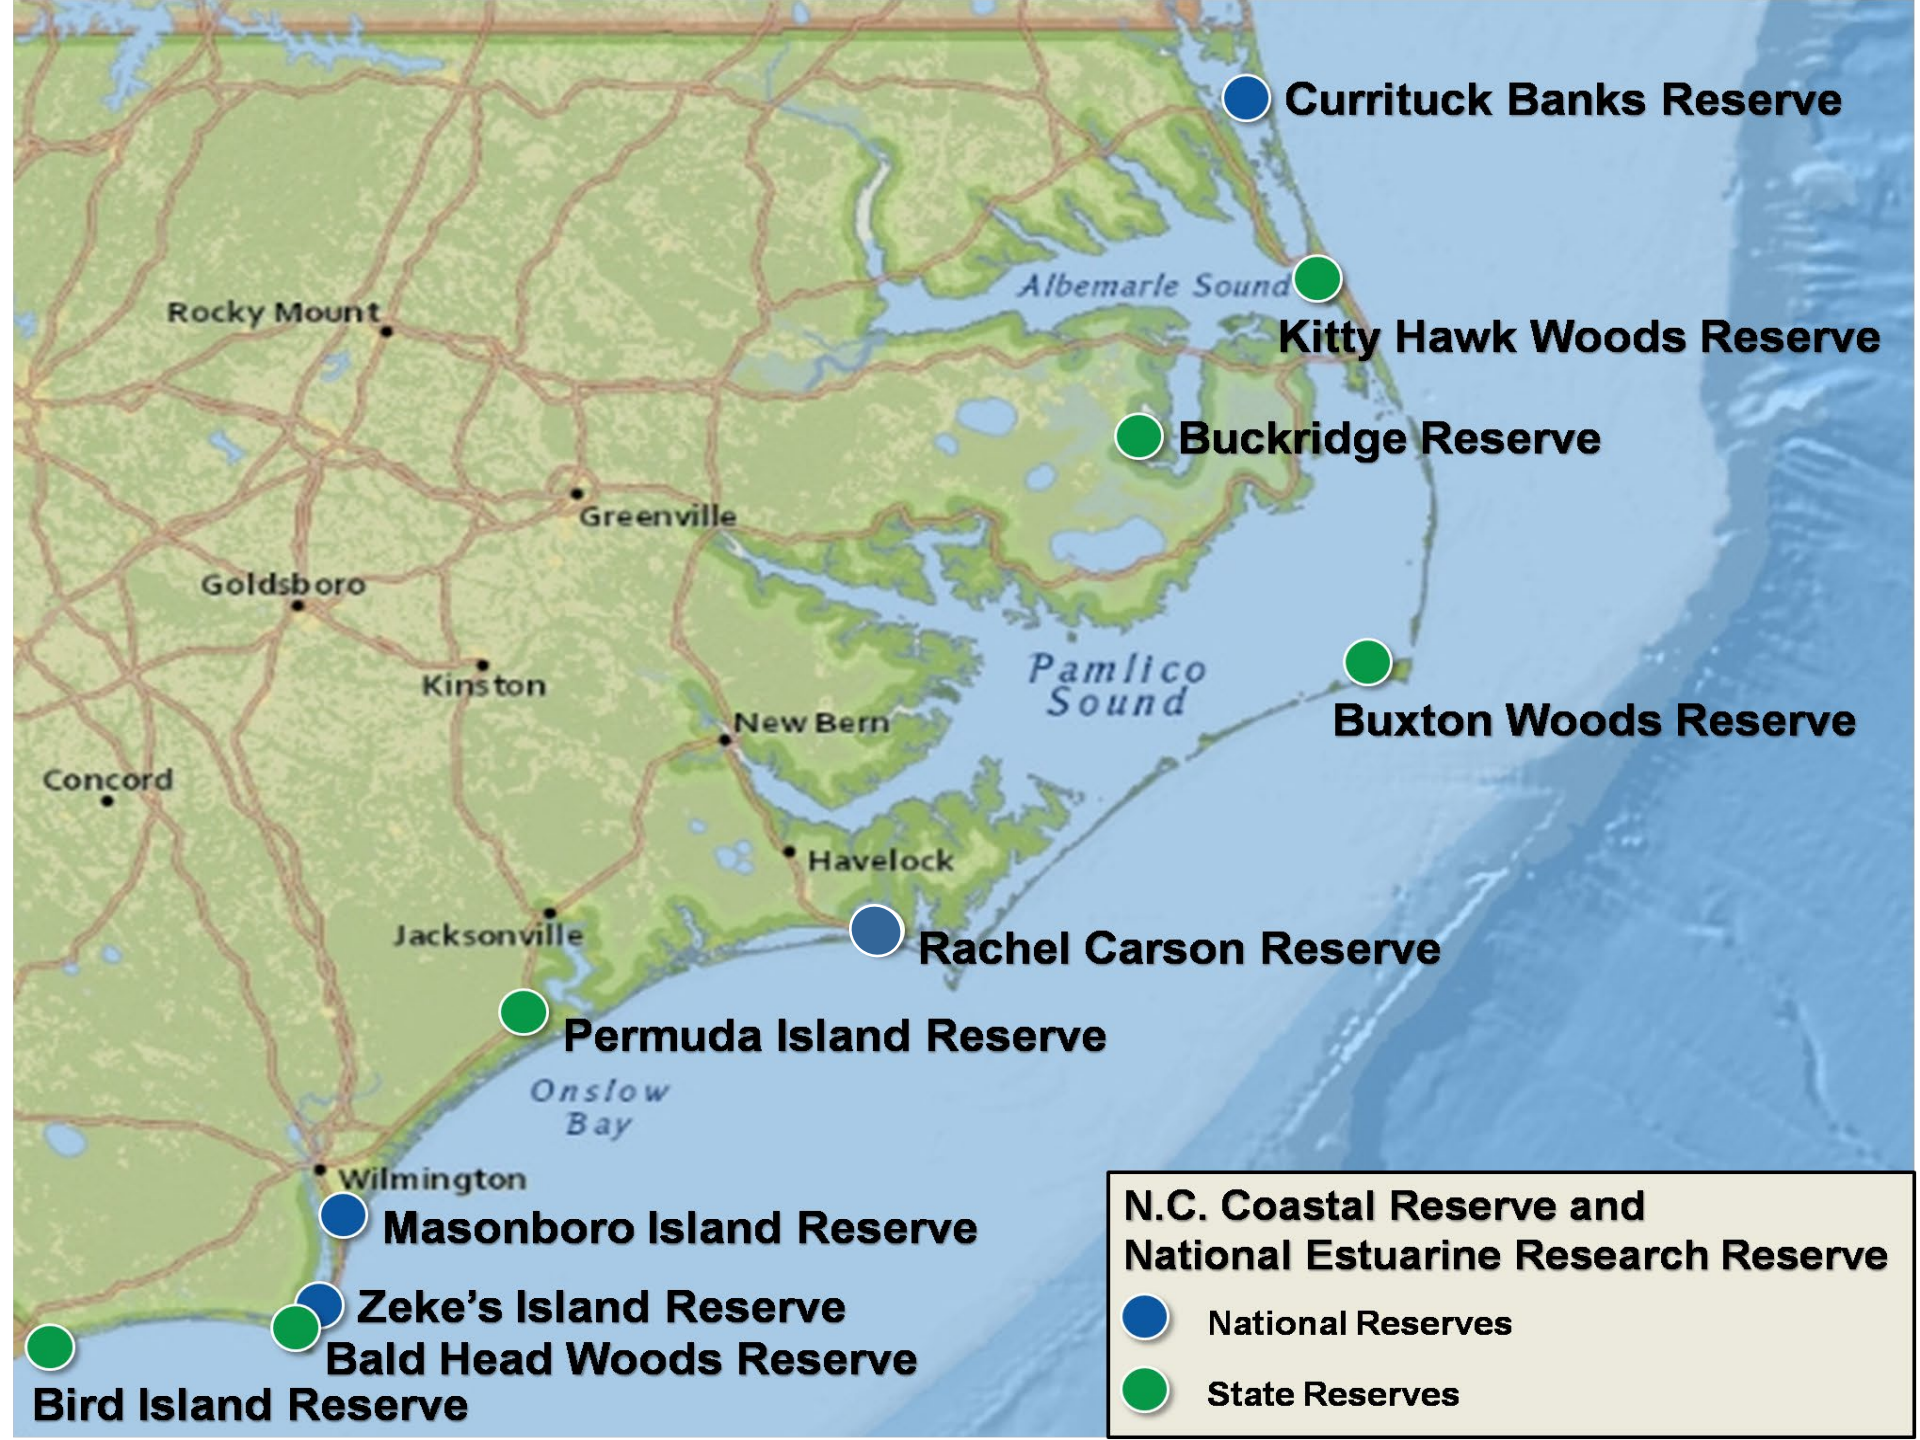 Currituck Banks Reserve
Albemarle Sound
Rocky Mount
Kitty Hawk Woods Reserve
Buckridge Reserve
Greenville
Goldsboro
Kinston
Pamlico
Sound
New Bern
Buxton Woods Reserve
Concord
Havelock
Jacksonville
Rachel Carson Reserve
Permuda Island Reserve
Onslow
Bay
Wilmington
Masonboro Island Reserve
Zeke’s Island Reserve
Bald Head Woods Reserve
Bird Island Reserve
N.C. Coastal Reserve and
National Estuarine Research Reserve
National Reserves
State Reserves